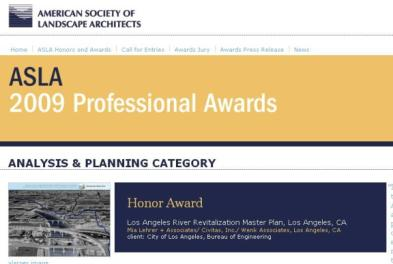 AMERICAN SOCIETY OF
LANDSCAPE ARCHITECTS
Home | ASLA Honors and Awards | Call for Entries | Awards Jury | Awards Press Release | News
ASLA
2009 Professional Awards
ANALYSIS & PLANNING CATEGORY
Honor Award
Los Angeles River Revitalization Master Plan, Los Angeles, CA
Mia Lehrer + Associates/ Civitas, Inc./ Wenk Associates, Los Angeles, CA
client: City of Los Angeles, Bureau of Engineering